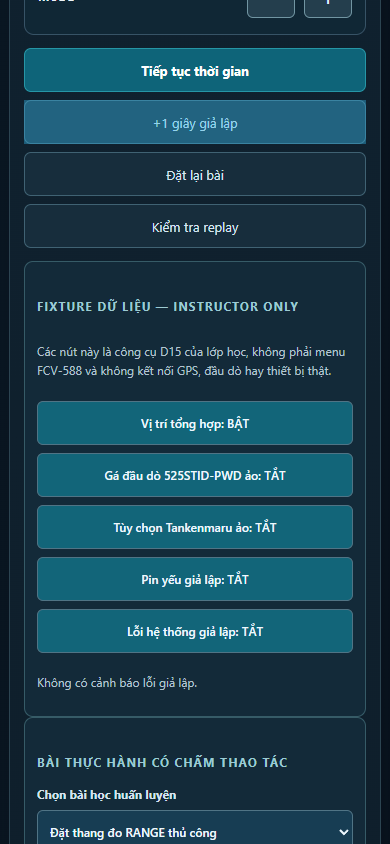 Tiếp tục thời gian
+1 giây giả lập
Đặt lại bài
Kiểm tra replay
FIXTURE DỮ LIỆU — INSTRUCTOR ONLY
Các nút này là công cụ D15 của lớp học, không phải menu
FCV-588 và không kết nối GPS, đầu dò hay thiết bị thật.
Vị trí tổng hợp: BẬT
Gá đầu dò 525STID-PWD ảo: TẮT
Tùy chọn Tankenmaru ảo: TẮT
Pin yếu giả lập: TẮT
Lỗi hệ thống giả lập: TẮT
Không có cảnh báo lỗi giả lập.
BÀI THỰC HÀNH CÓ CHẤM THAO TÁC
Chọn bài học huấn luyện
Đặt thang đo RANGE thủ công